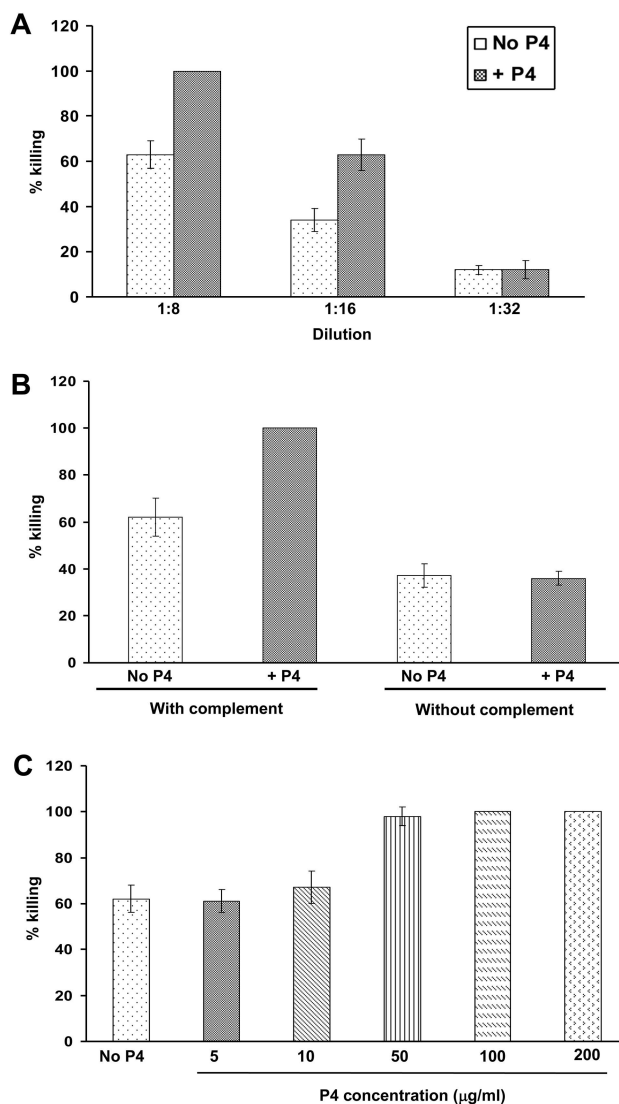 A
No P4
+ P4
120
100
80
60
40
20
0
% killing
1:8 1:16 1:32
Dilution
B
120
100
80
60
40
20
0
% killing
No P4 + P4 No P4 + P4
With complement Without complement
C
120
100
80
60
40
20
0
% killing
No P4 5 10 50 100 200
P4 concentration (µg/ml)